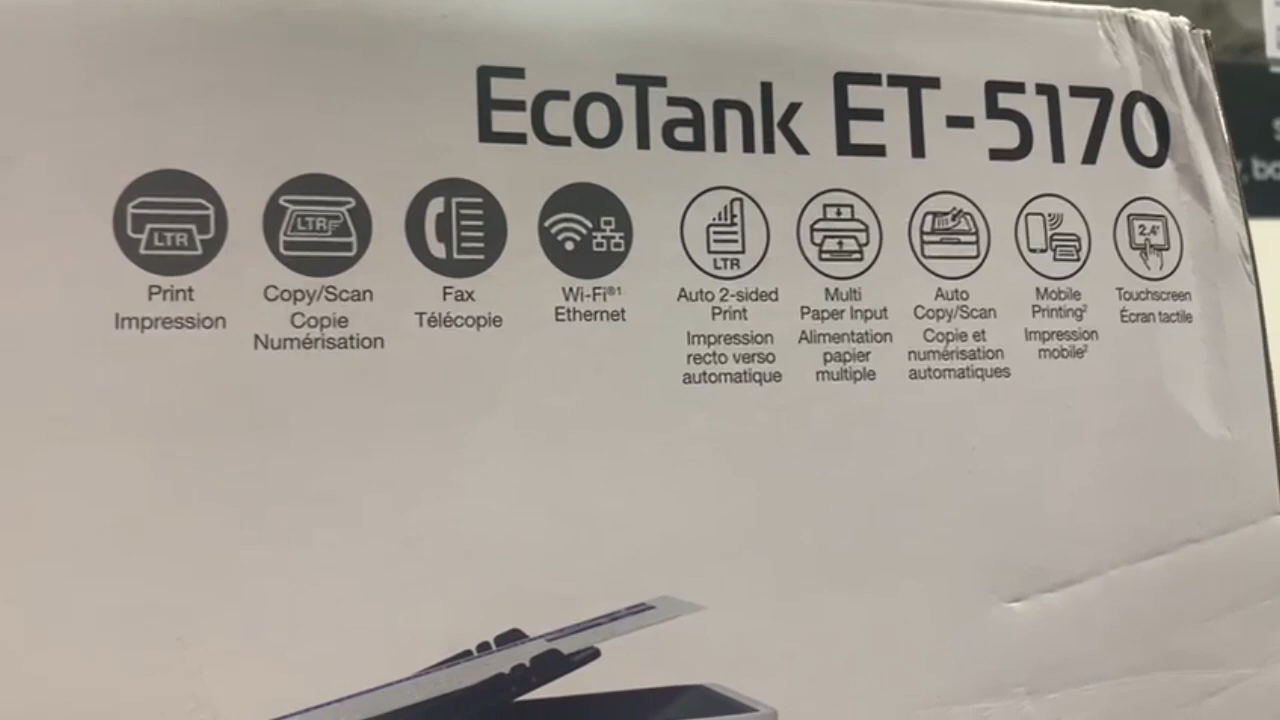 EcoTank ET-5170
LTR
LTR
LTR
2.4"
Print
Impression
Copy/Scan
Copie
Numérisation
Fax
Télécopie
Wi-Fi®1
Ethernet
Auto 2-sided
Print
Impression
recto verso
automatique
Multi
Paper Input
Alimentation
papier
multiple
Auto
Copy/Scan
Copie et
numérisation
automatiques
Mobile
Printing2
Impression
mobile2
Touchscreen
Écran tactile